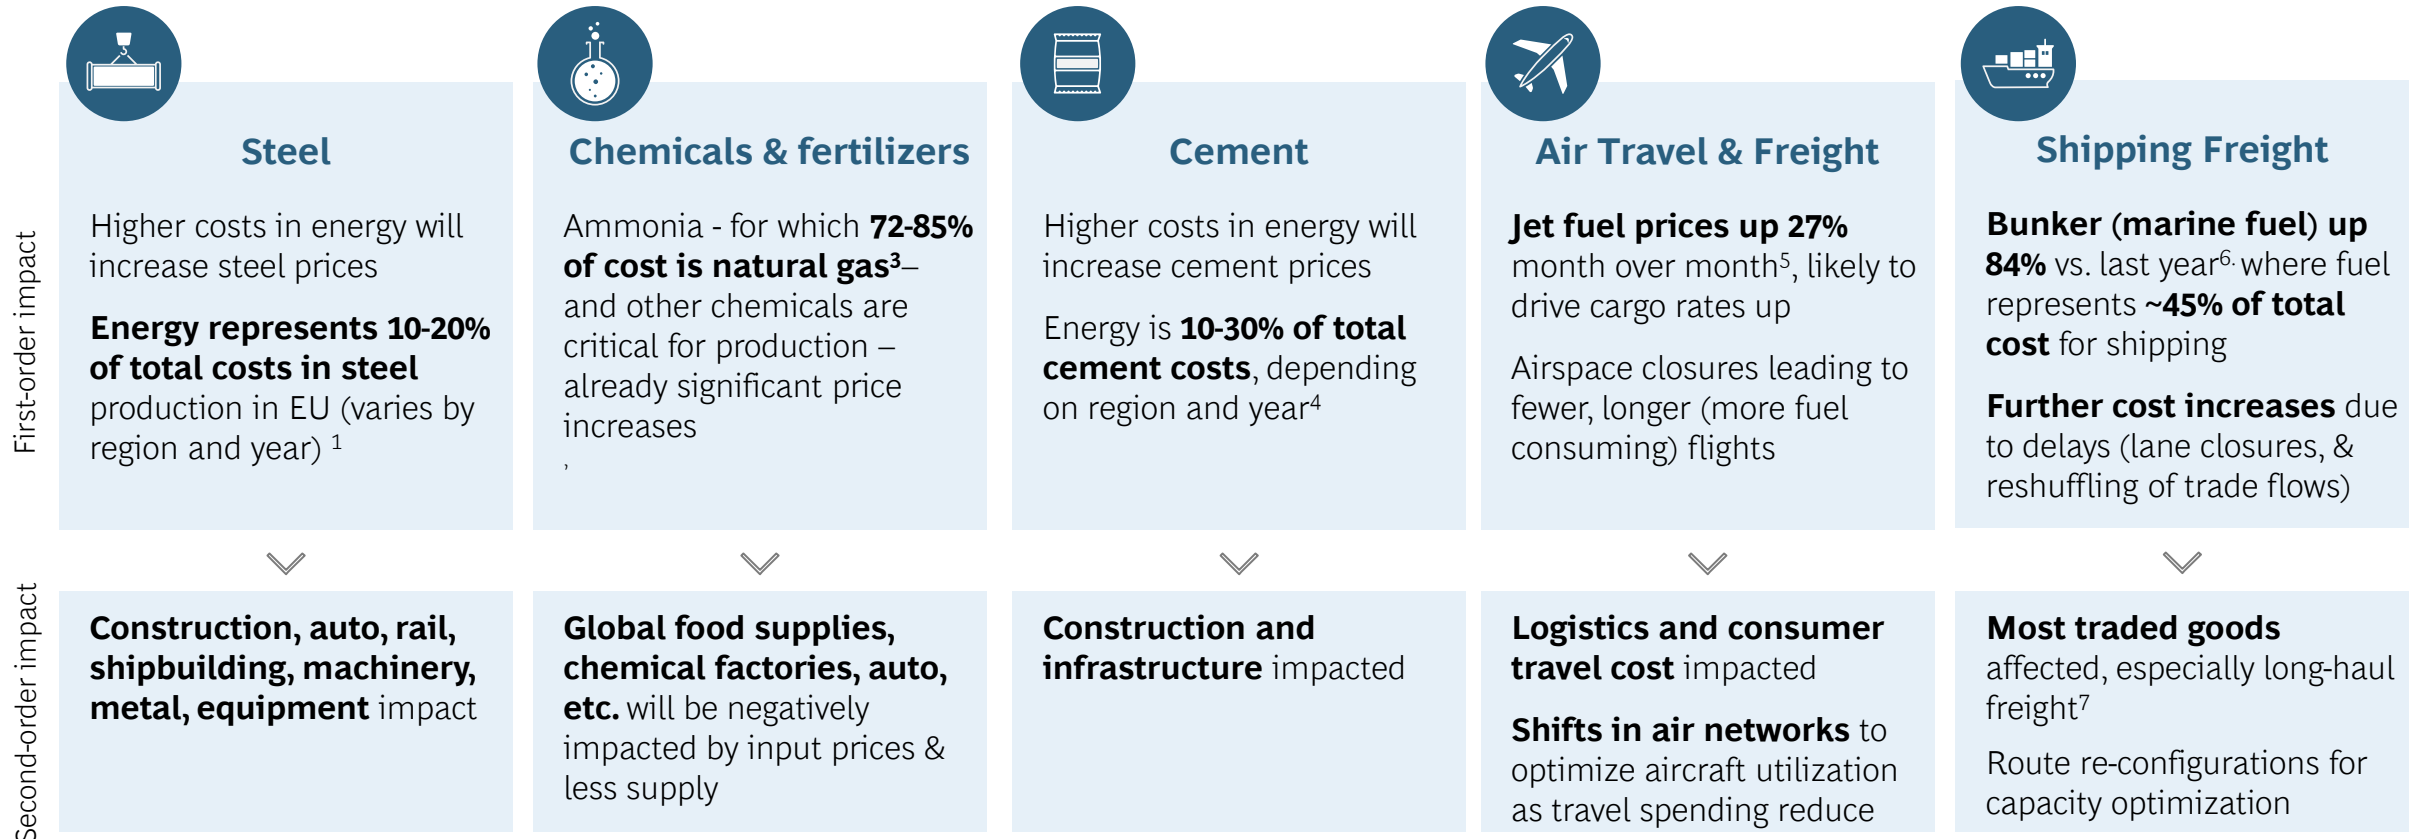 Steel
Chemicals & fertilizers
Cement
Air Travel & Freight
Shipping Freight
First-order impact
Higher costs in energy will
increase steel prices
Energy represents 10-20%
of total costs in steel
production in EU (varies by
region and year) 1
Ammonia - for which 72-85%
of cost is natural gas3–
and other chemicals are
critical for production –
already significant price
increases
,
Higher costs in energy will
increase cement prices
Energy is 10-30% of total
cement costs, depending
on region and year4
Jet fuel prices up 27%
month over month5, likely to
drive cargo rates up
Airspace closures leading to
fewer, longer (more fuel
consuming) flights
Bunker (marine fuel) up
84% vs. last year6. where fuel
represents ~45% of total
cost for shipping
Further cost increases due
to delays (lane closures, &
reshuffling of trade flows)
Second-order impact
Construction, auto, rail,
shipbuilding, machinery,
metal, equipment impact
Global food supplies,
chemical factories, auto,
etc. will be negatively
impacted by input prices &
less supply
Construction and
infrastructure impacted
Logistics and consumer
travel cost impacted
Shifts in air networks to
optimize aircraft utilization
as travel spending reduce
Most traded goods
affected, especially long-haul
freight7
Route re-configurations for
capacity optimization